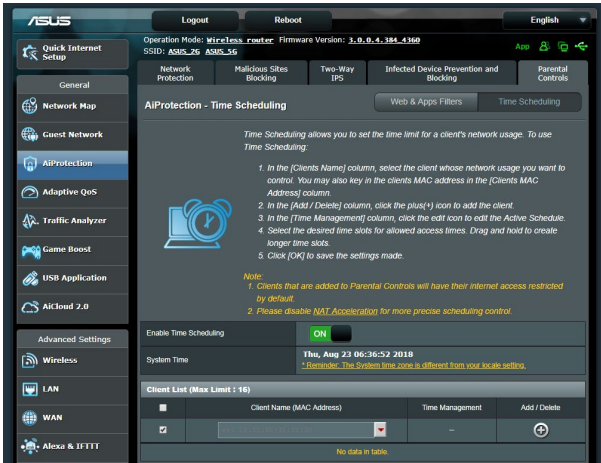 ASUS
Logout
Reboot
English
Quick Internet
Setup
General
Network Map
Guest Network
AiProtection
Adaptive QoS
Traffic Analyzer
Game Boost
USB Application
AiCloud 2.0
Advanced Settings
Wireless
LAN
WAN
Alexa & IFTTT
Operation Mode: Wireless router Firmware Version: 3.0.0.4.384_4360
SSID: ASUS_2G ASUS_5G
App
Network
Protection
Malicious Sites
Blocking
Two-Way
IPS
Infected Device Prevention and
Blocking
Parental
Controls
AiProtection - Time Scheduling
Web & Apps Filters
Time Scheduling
Time Scheduling allows you to set the time limit for a client's network usage. To use
Time Scheduling:
1. In the [Clients Name] column, select the client whose network usage you want to
control. You may also key in the clients MAC address in the [Clients MAC
Address] column.
2. In the [Add / Delete] column, click the plus(+) icon to add the client.
3. In the [Time Management] column, click the edit icon to edit the Active Schedule.
4. Select the desired time slots for allowed access times. Drag and hold to create
longer time slots.
5. Click [OK] to save the settings made.
Note:
1. Clients that are added to Parental Controls will have their internet access restricted
by default.
2. Please disable NAT Acceleration for more precise scheduling control.
Enable Time Scheduling
ON
System Time
Thu, Aug 23 06:36:52 2018
* Reminder: The System time zone is different from your locale setting.
Client List (Max Limit : 16)
Client Name (MAC Address)
Time Management
Add / Delete
–
No data in table.